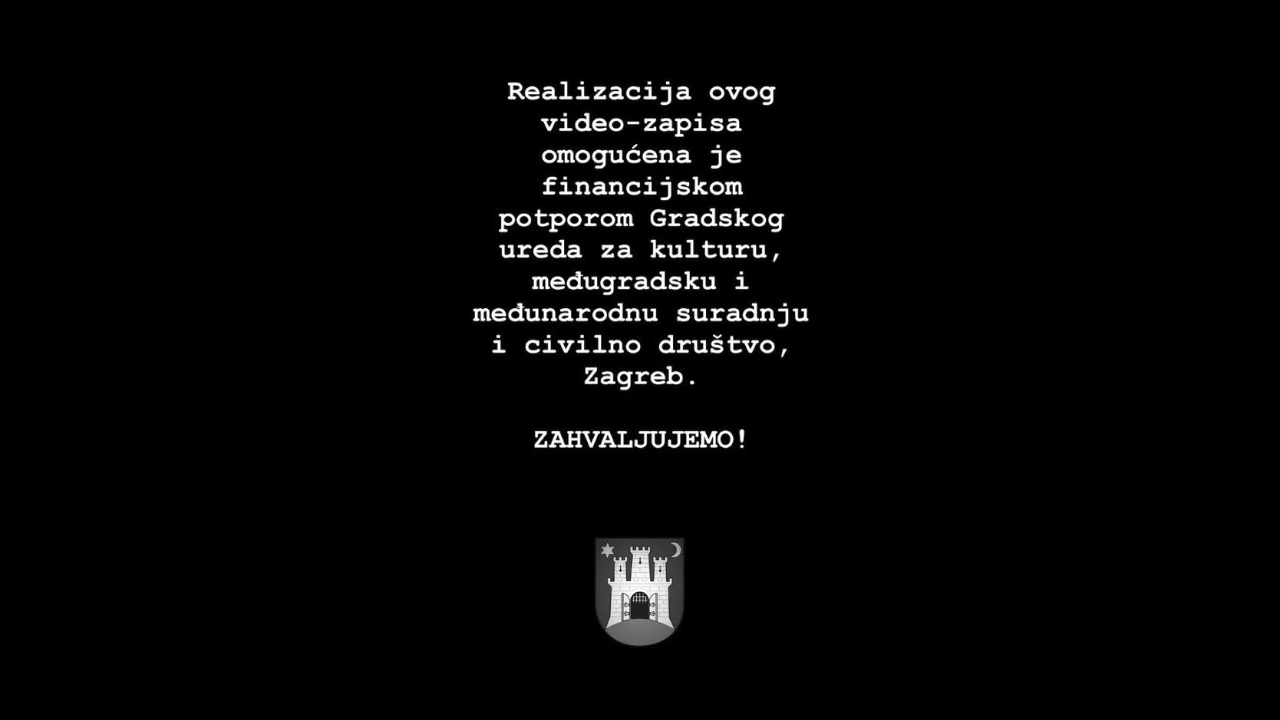 Realizacija ovog
video-zapisa
omogućena je
financijskom
potporom Gradskog
ureda za kulturu,
međugradsku i
međunarodnu suradnju
i civilno društvo,
Zagreb.
ZAHVALJUJEMO!